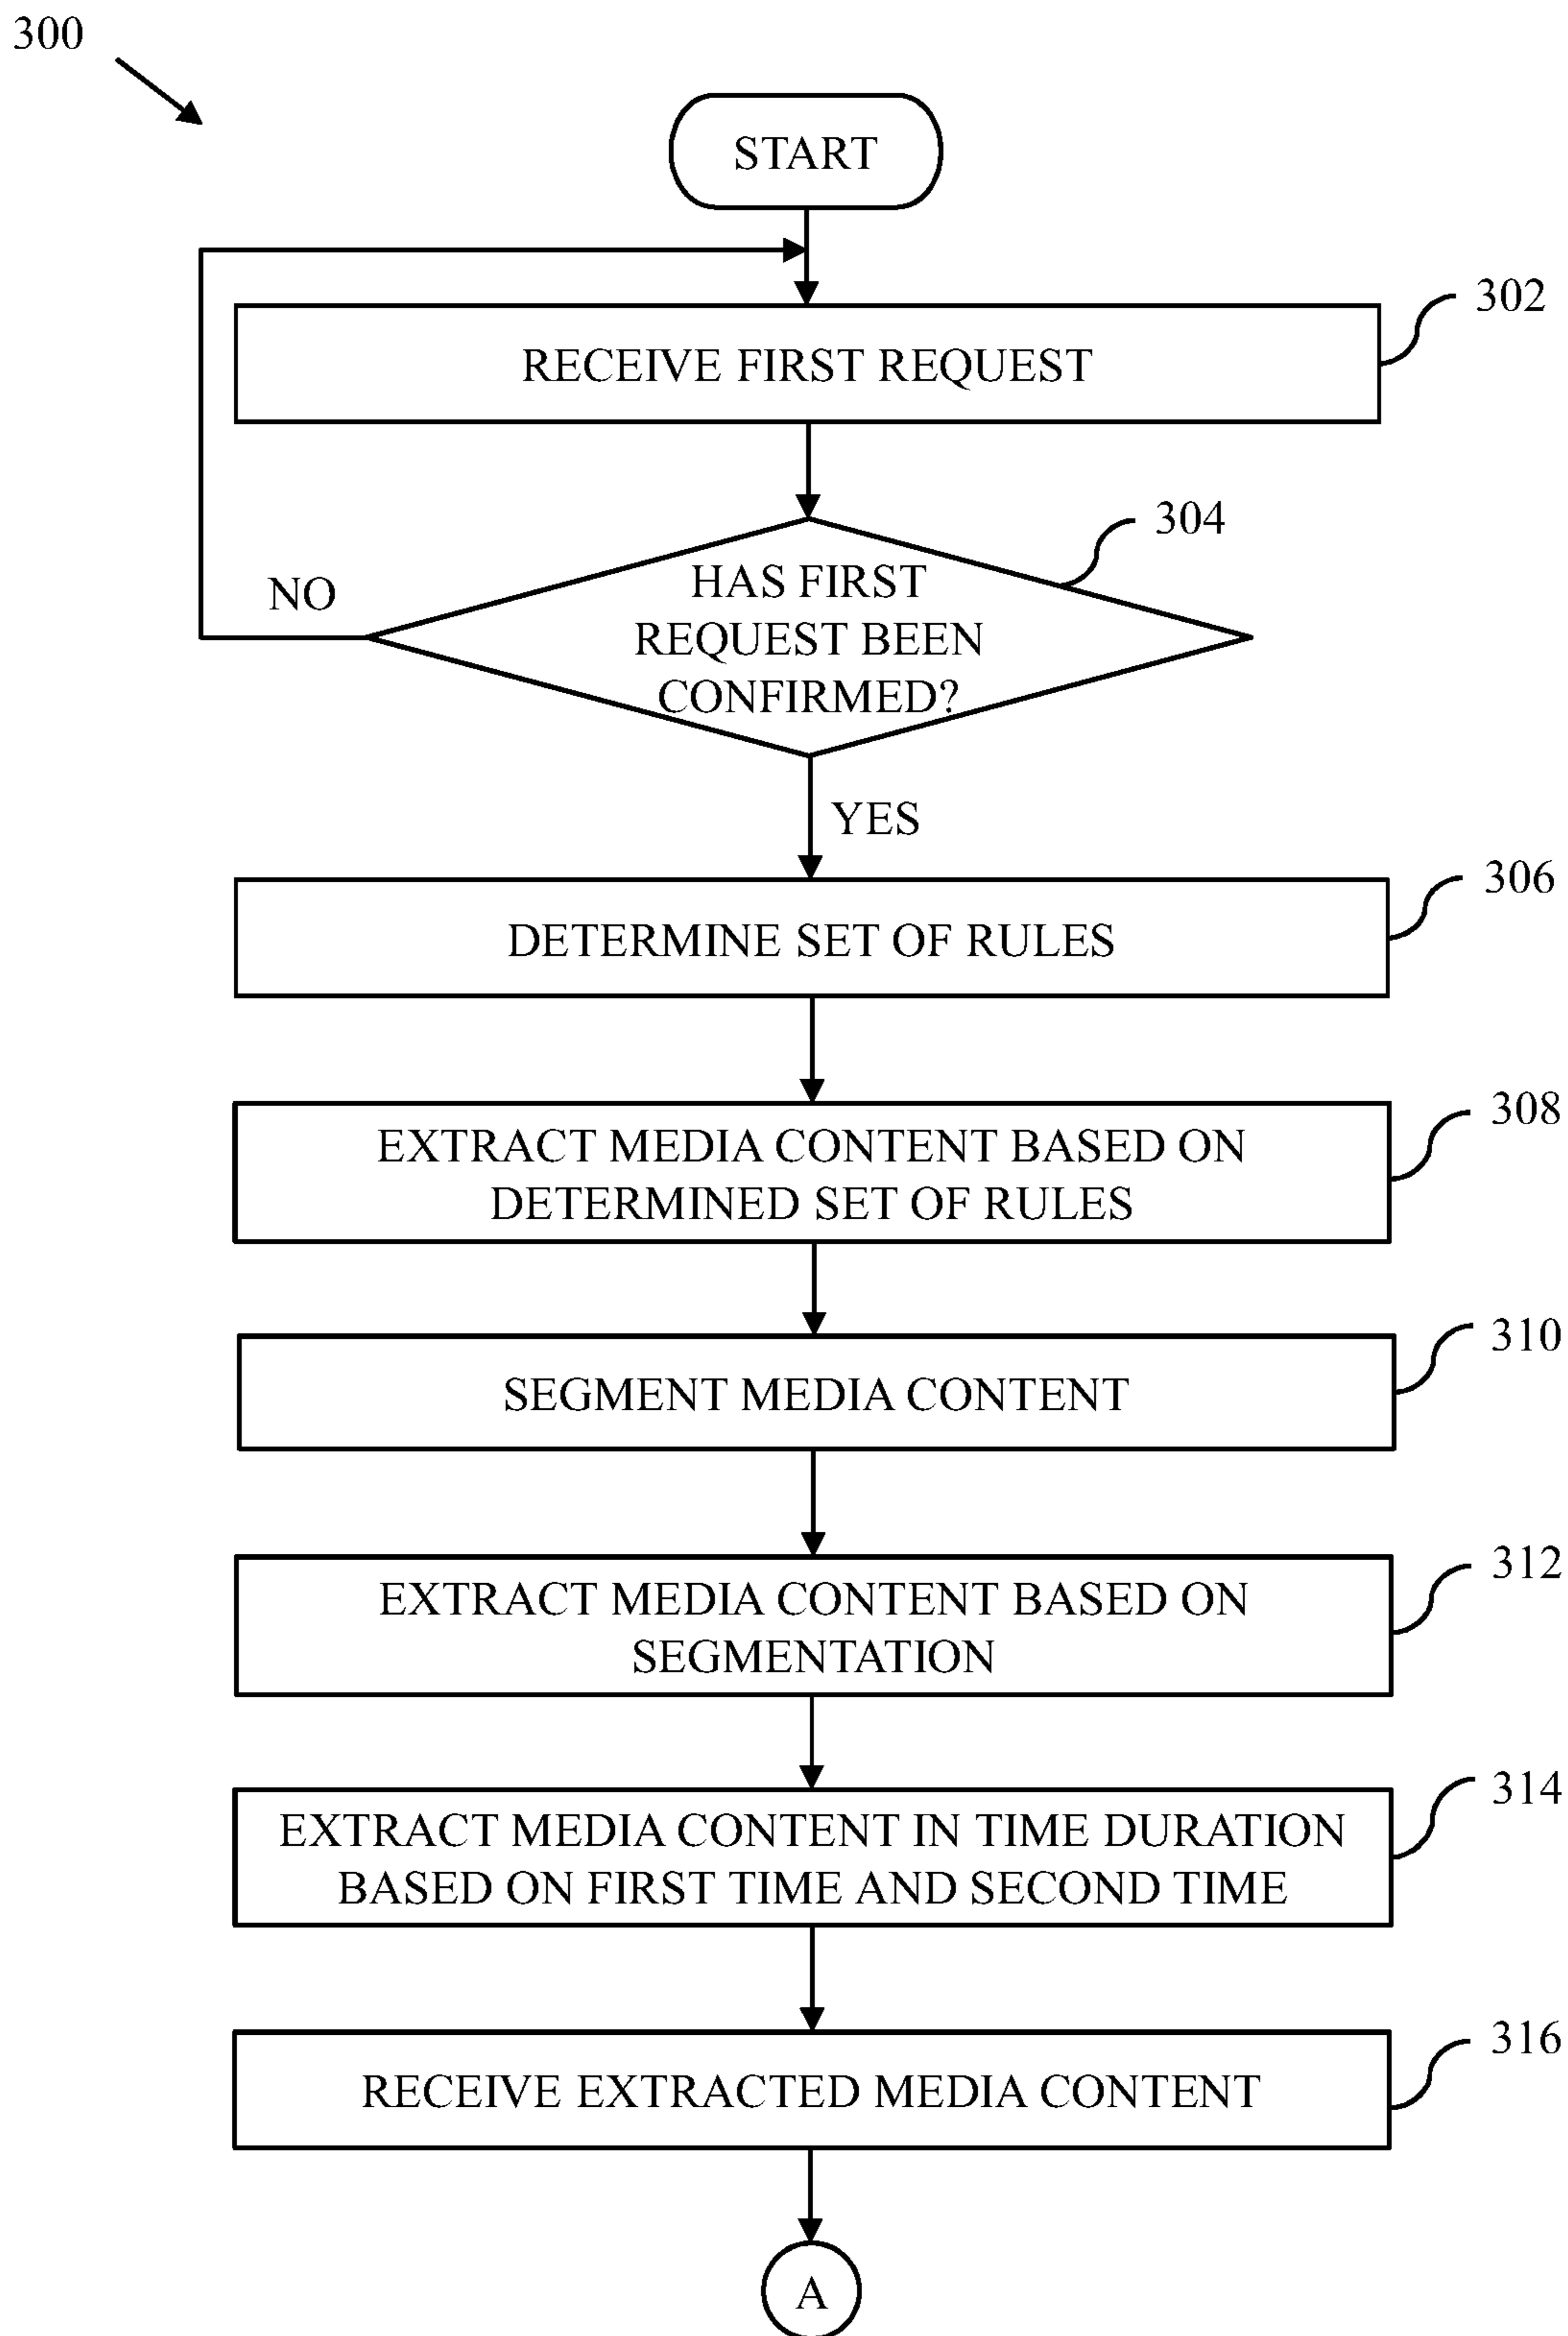 300
START
RECEIVE FIRST REQUEST
302
HAS FIRST
REQUEST BEEN
CONFIRMED?
304
NO
YES
DETERMINE SET OF RULES
306
EXTRACT MEDIA CONTENT BASED ON
DETERMINED SET OF RULES
308
SEGMENT MEDIA CONTENT
310
EXTRACT MEDIA CONTENT BASED ON
SEGMENTATION
312
EXTRACT MEDIA CONTENT IN TIME DURATION
BASED ON FIRST TIME AND SECOND TIME
314
RECEIVE EXTRACTED MEDIA CONTENT
316
A